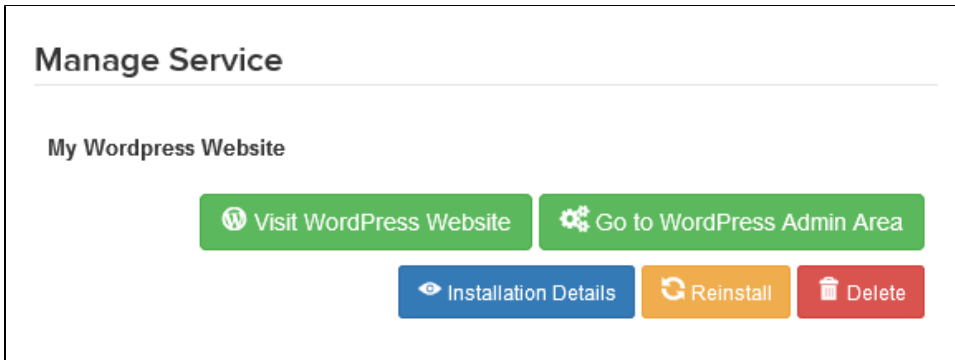 Manage Service
My Wordpress Website
Visit WordPress Website
Go to WordPress Admin Area
Installation Details
Reinstall
Delete